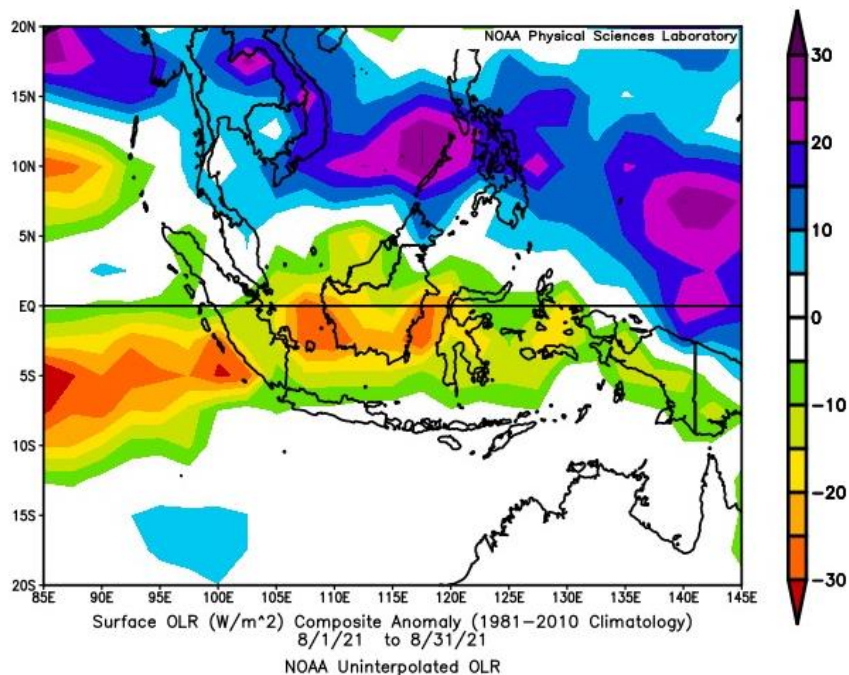 NOAA Physical Sciences Laboratory
20N
15N
10N
5N
EQ
5S
10S
15S
20S
85E 90E 95E 100E 105E 110E 115E 120E 125E 130E 135E 140E 145E
30
20
10
0
-10
-20
-30
Surface OLR (W/m^2) Composite Anomaly (1981-2010 Climatology)
8/1/21 to 8/31/21
NOAA Uninterpolated OLR